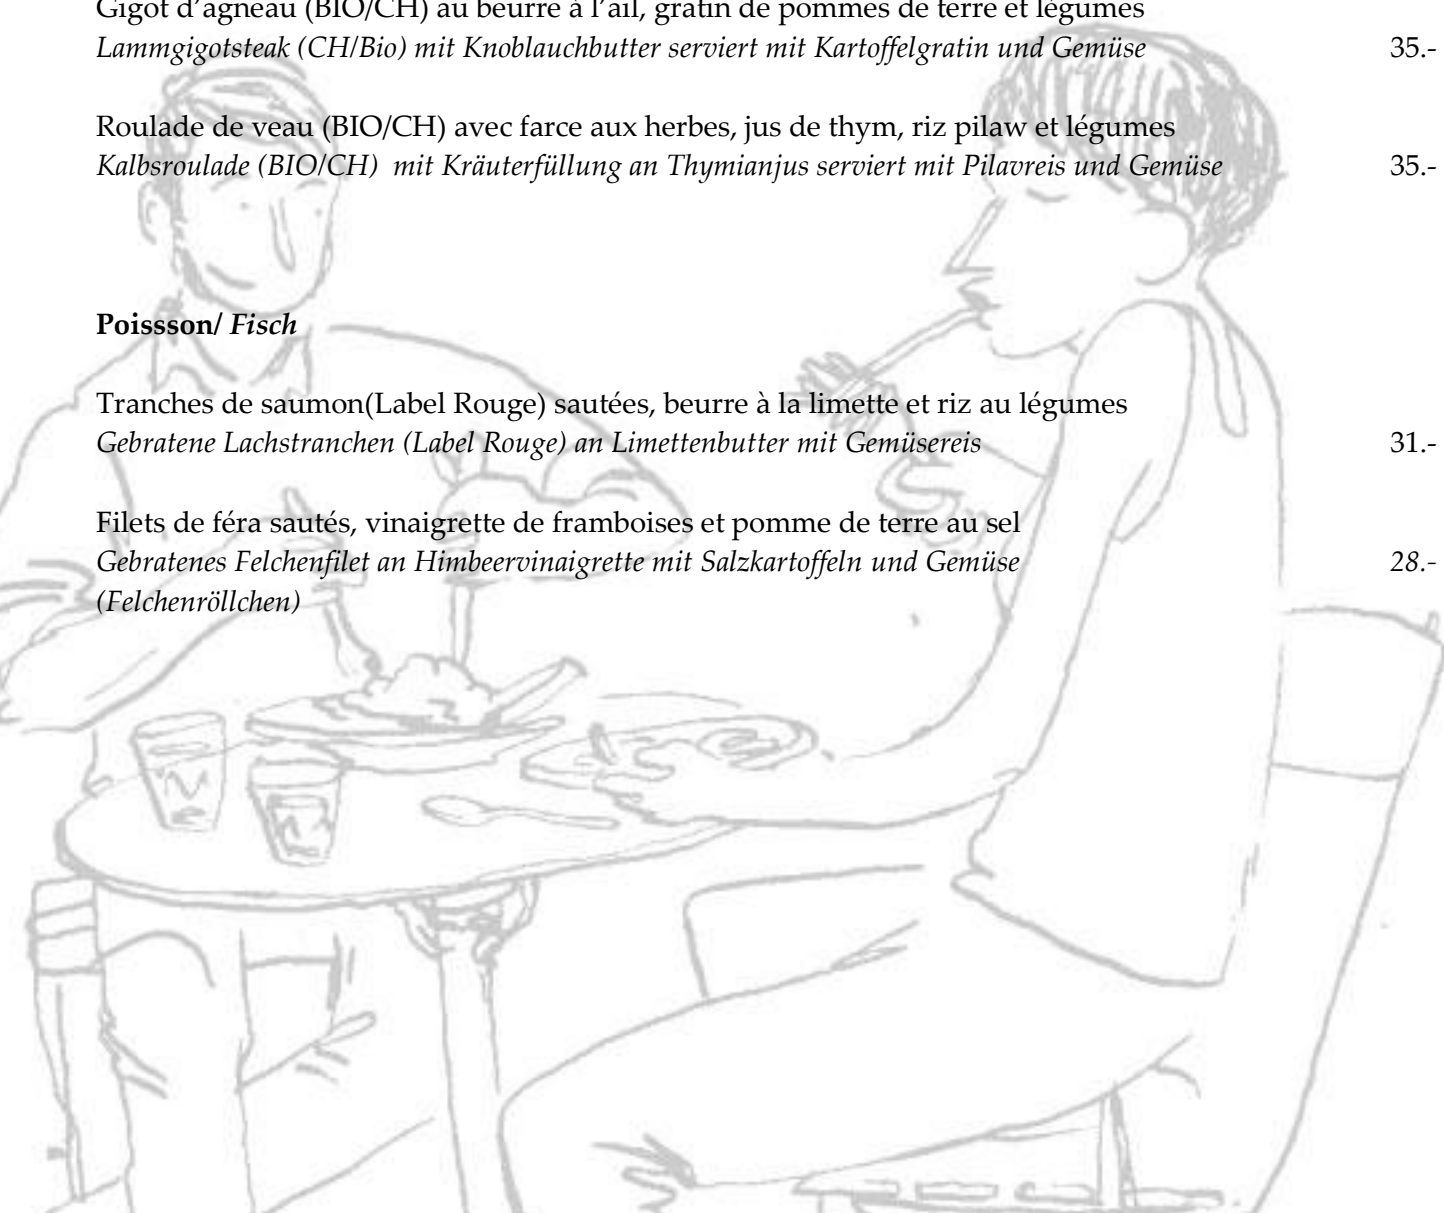 Gigot d’agneau (BIO/CH) au beurre à l’ail, gratin de pommes de terre et légumes
Lammgigotsteak (CH/Bio) mit Knoblauchbutter serviert mit Kartoffelgratin und Gemüse 35.-
Roulade de veau (BIO/CH) avec farce aux herbes, jus de thym, riz pilaw et légumes
Kalbsroulade (BIO/CH)  mit Kräuterfüllung an Thymianjus serviert mit Pilavreis und Gemüse 35.-
Poissson/ Fisch
Tranches de saumon(Label Rouge) sautées, beurre à la limette et riz au légumes
Gebratene Lachstranchen (Label Rouge) an Limettenbutter mit Gemüsereis 31.-
Filets de féra sautés, vinaigrette de framboises et pomme de terre au sel
Gebratenes Felchenfilet an Himbeervinaigrette mit Salzkartoffeln und Gemüse 28.-
(Felchenröllchen)